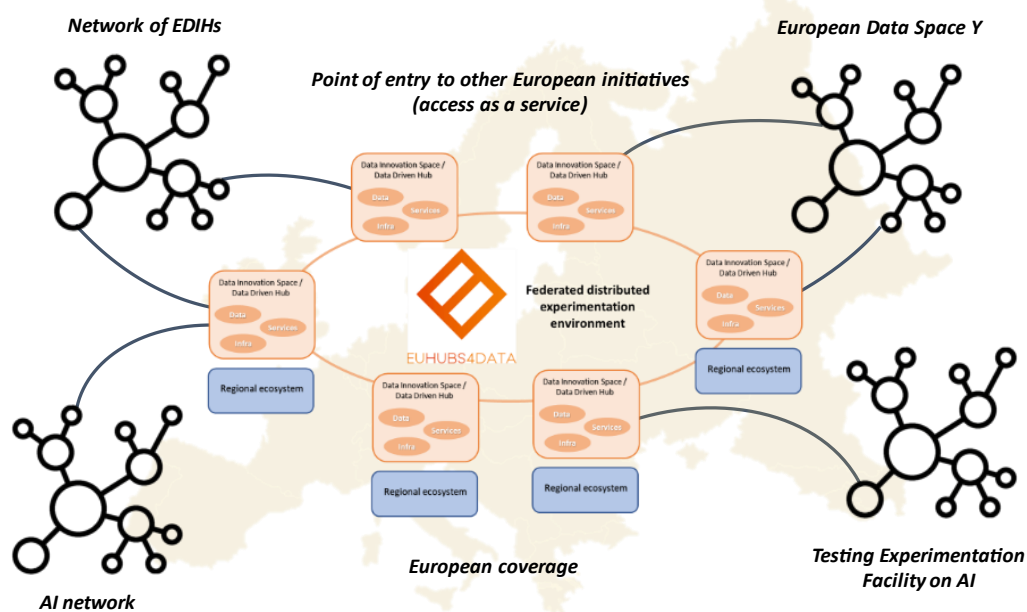 Network of EDIHs
European Data Space Y
Point of entry to other European initiatives
(access as a service)
Data Innovation Space /
Data Driven Hub
Data
Services
Infra
Data Innovation Space /
Data Driven Hub
Data
Services
Infra
Data Innovation Space /
Data Driven Hub
Data
Services
Infra
Regional ecosystem
EUHUBS4DATA
Federated distributed
experimentation
environment
Data Innovation Space /
Data Driven Hub
Data
Services
Infra
Regional ecosystem
Data Innovation Space /
Data Driven Hub
Data
Services
Infra
Regional ecosystem
Data Innovation Space /
Data Driven Hub
Data
Services
Infra
Regional ecosystem
European coverage
AI network
Testing Experimentation
Facility on AI